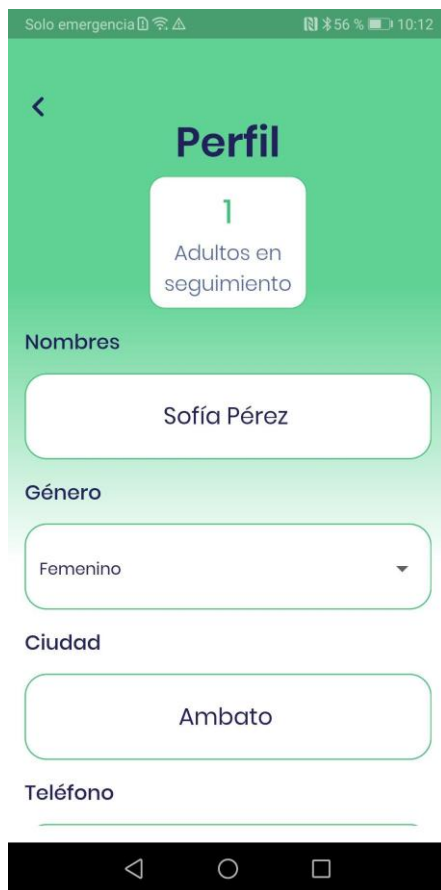 Solo emergencia 56 % 10:12
Perfil
1
Adultos en
seguimiento
Nombres
Sofía Pérez
Género
Femenino
Ciudad
Ambato
Teléfono